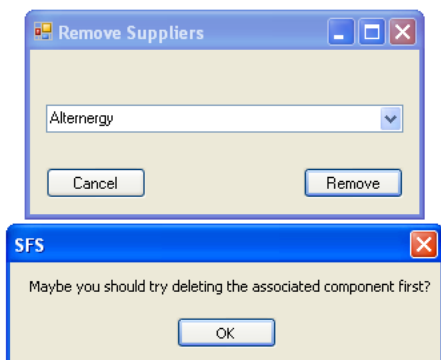 Remove Suppliers
Alternergy
Cancel Remove
SFS
Maybe you should try deleting the associated component first?
OK